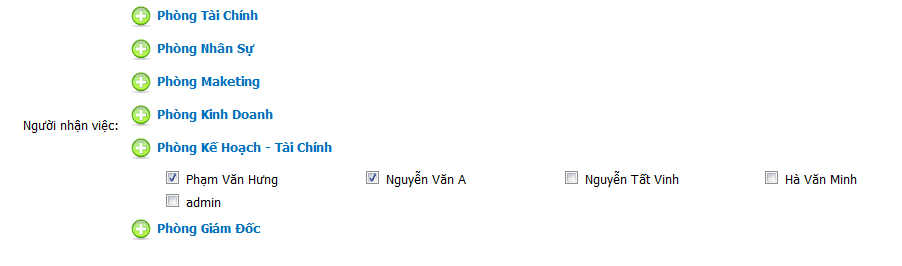 Phòng Tài Chính
Phòng Nhân Sự
Phòng Maketing
Phòng Kinh Doanh
Người nhận việc:
Phòng Kế Hoạch - Tài Chính
Phạm Văn Hưng Nguyễn Văn A Nguyễn Tất Vinh Hà Văn Minh
admin
Phòng Giám Đốc